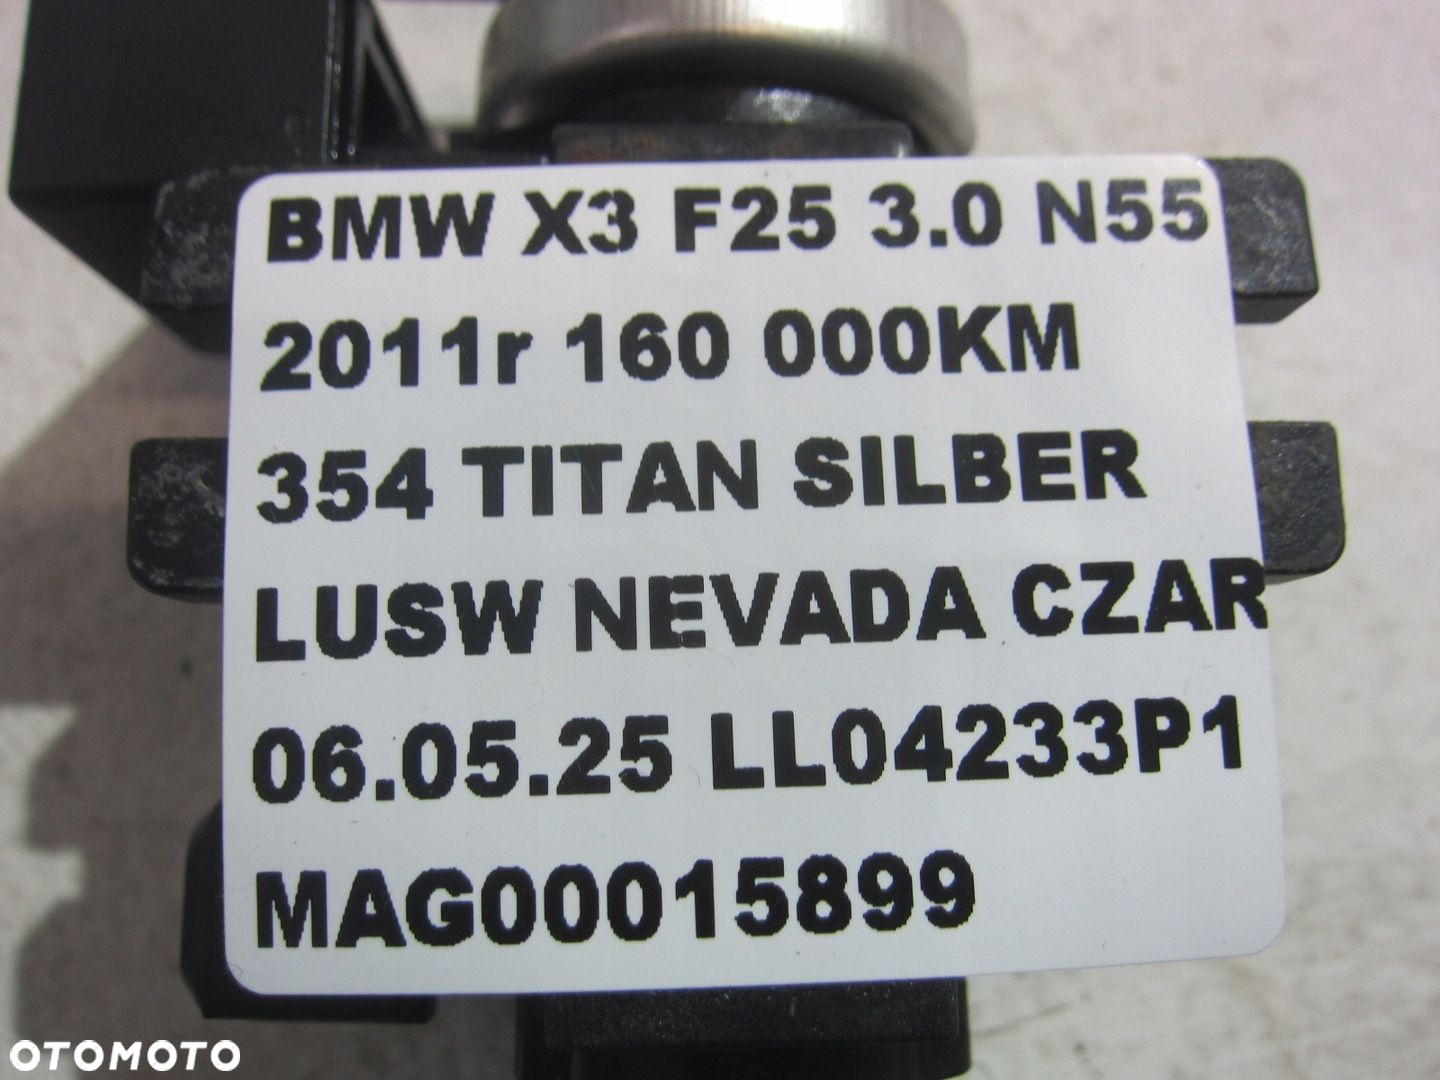 BMW X3 F25 3.0 N55
2011r 160 000KM
354 TITAN SILBER
LUSW NEVADA CZAR
06.05.25 LL04233P1
MAG00015899
OTOMOTO